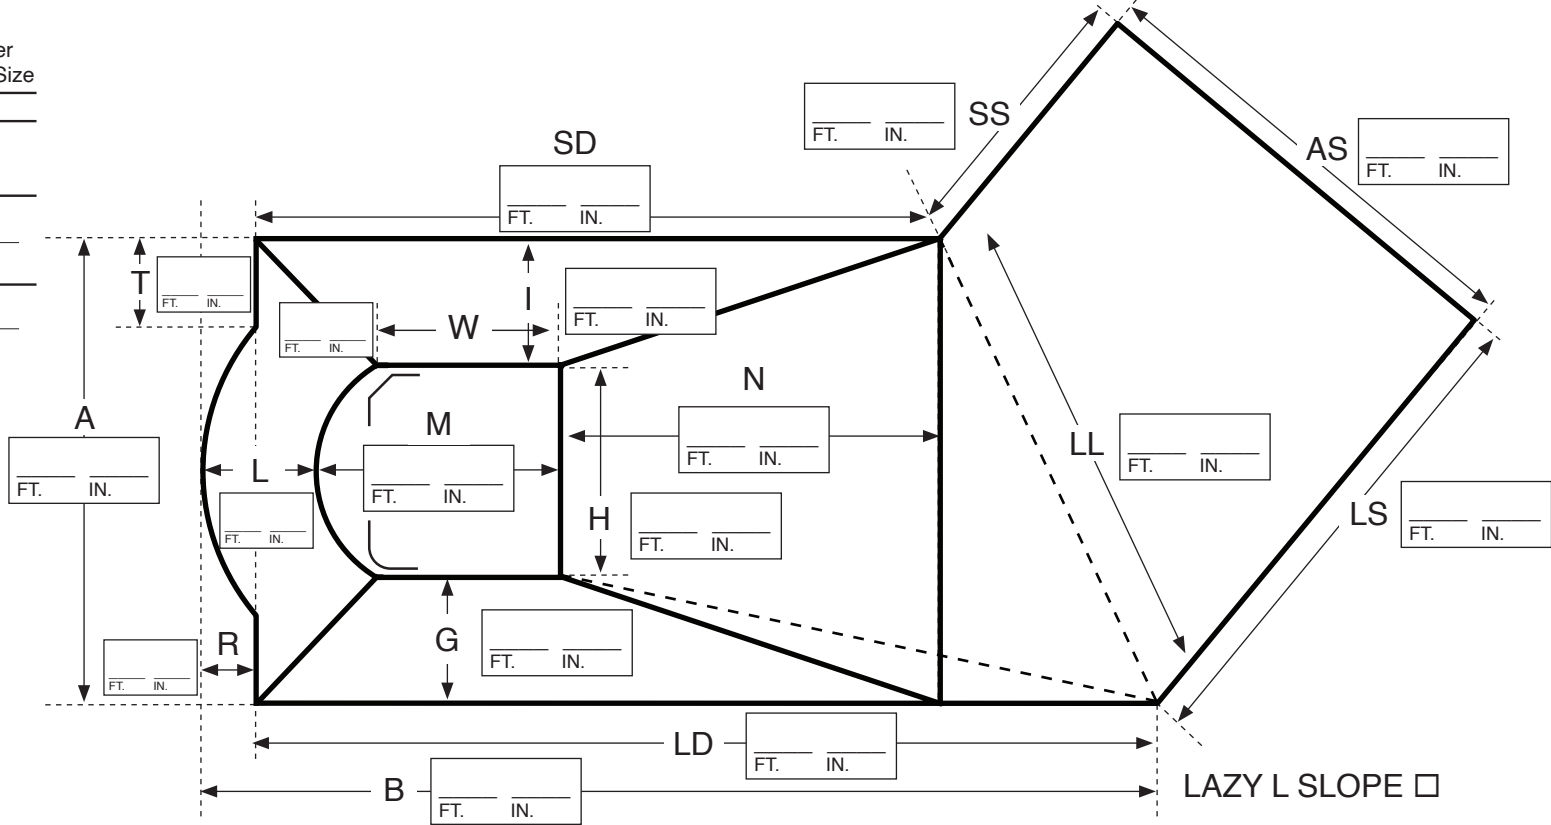 er
Size
SS
FT. IN.
AS
FT. IN.
SD
FT. IN.
T
FT. IN.
I
FT. IN.
W
FT. IN.
N
FT. IN.
A
FT. IN.
M
FT. IN.
L
FT. IN.
H
FT. IN.
LL
FT. IN.
LS
FT. IN.
R
FT. IN.
G
FT. IN.
LD
FT. IN.
B
FT. IN.
LAZY L SLOPE □